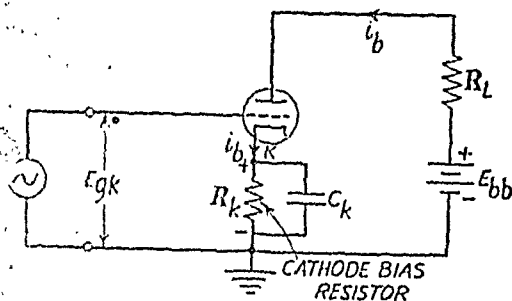 i_b
R_L
+
E_bb
-
E_gk
i_b
+
K
R_k
C_k
-
CATHODE BIAS
RESISTOR